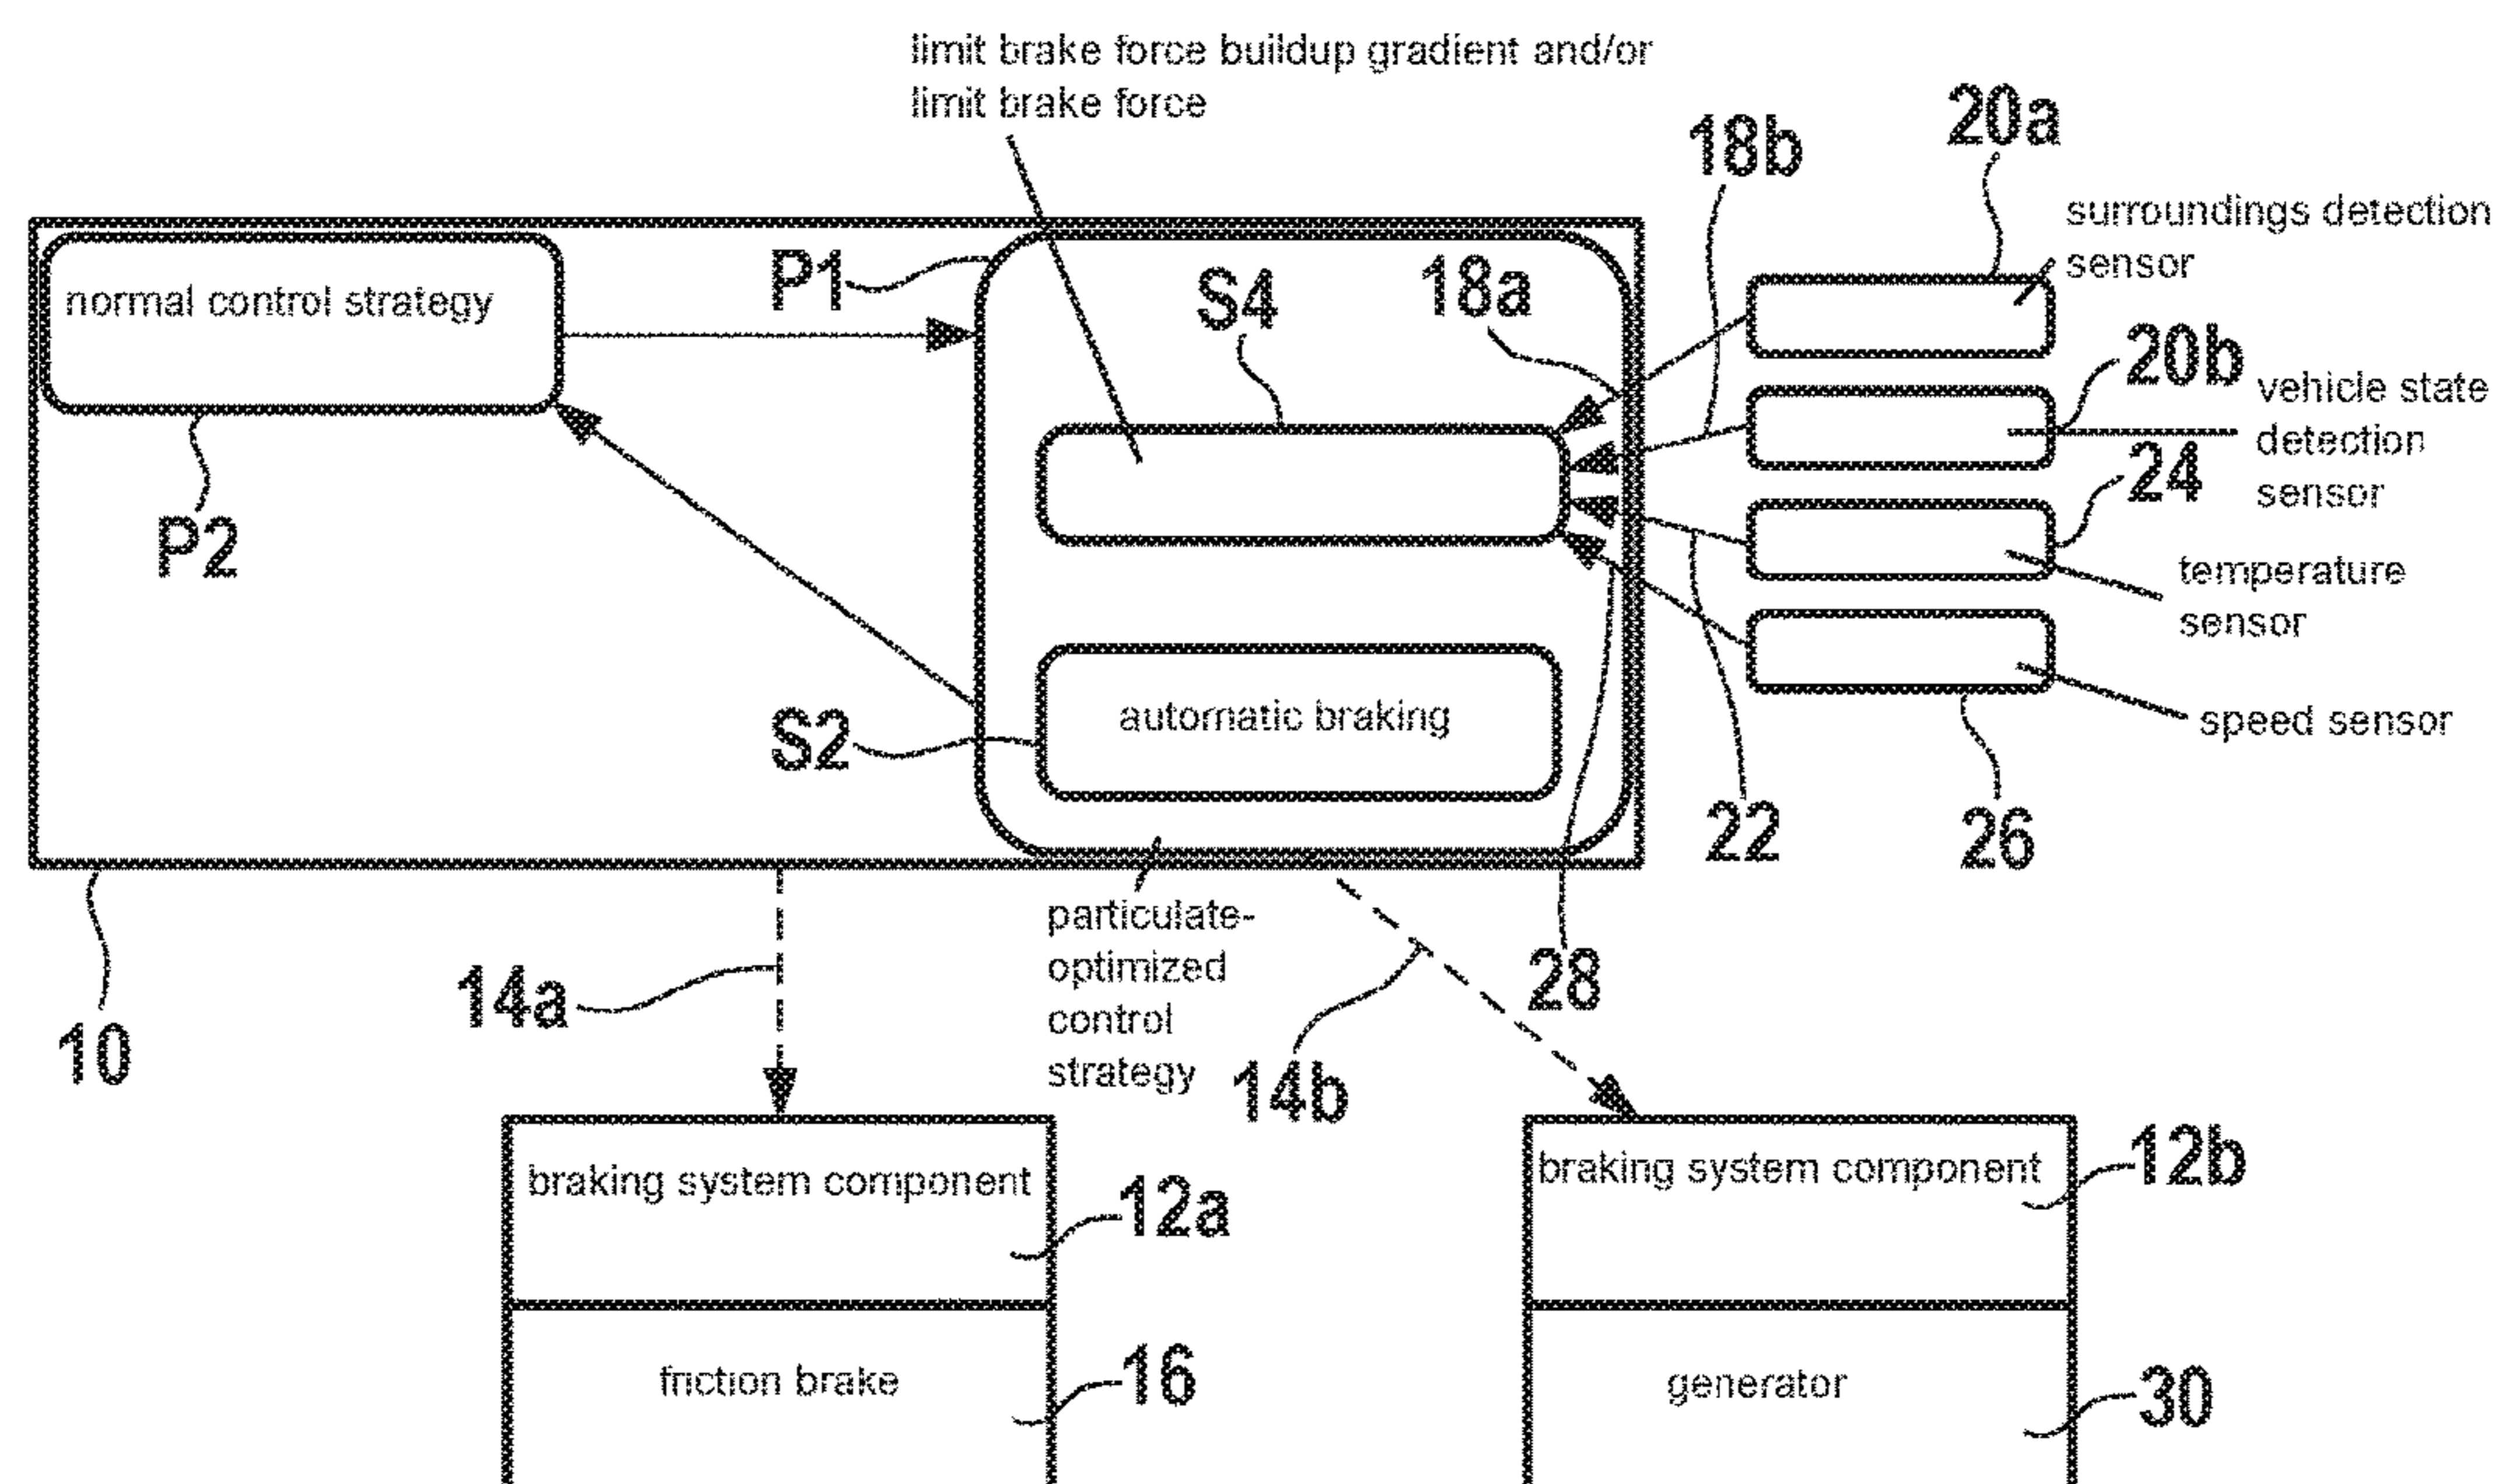 limit brake force buildup gradient and/or
limit brake force
18b
20a
surroundings detection
sensor
normal control strategy
P1
S4
18a
20b
vehicle state
detection
sensor
24
P2
temperature
sensor
S2
automatic braking
speed sensor
22
26
particulate-
optimized
control
strategy
28
14a
10
14b
braking system component
12a
braking system component
12b
friction brake
16
generator
30